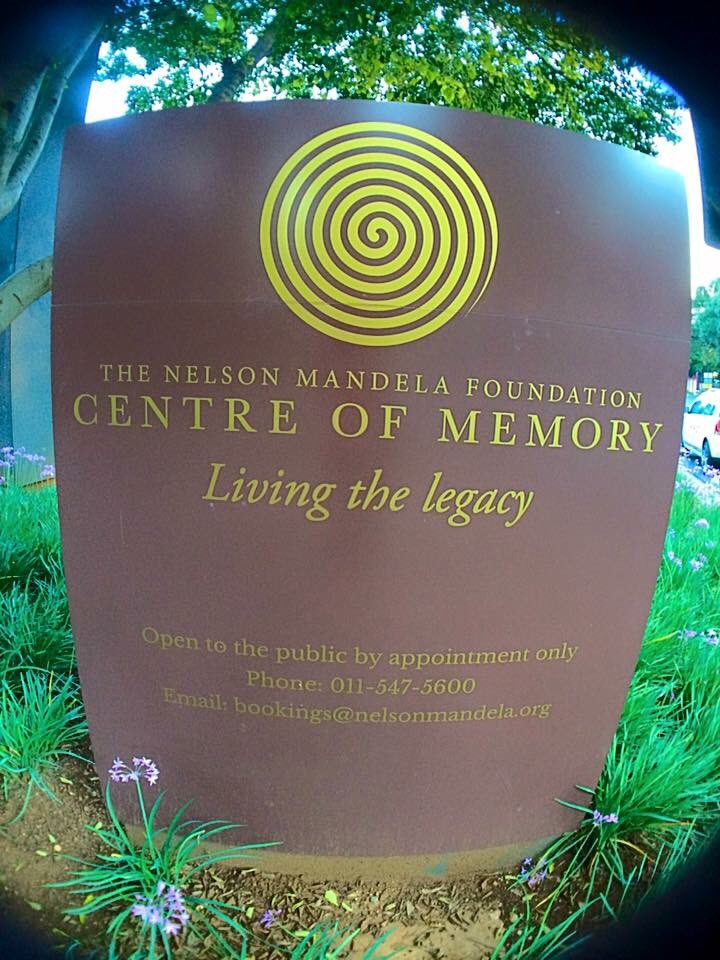 THE NELSON MANDELA FOUNDATION
CENTRE OF MEMORY
Living the legacy
Open to the public by appointment only
Phone: 011-547-5600
Email: bookings@nelsonmandela.org